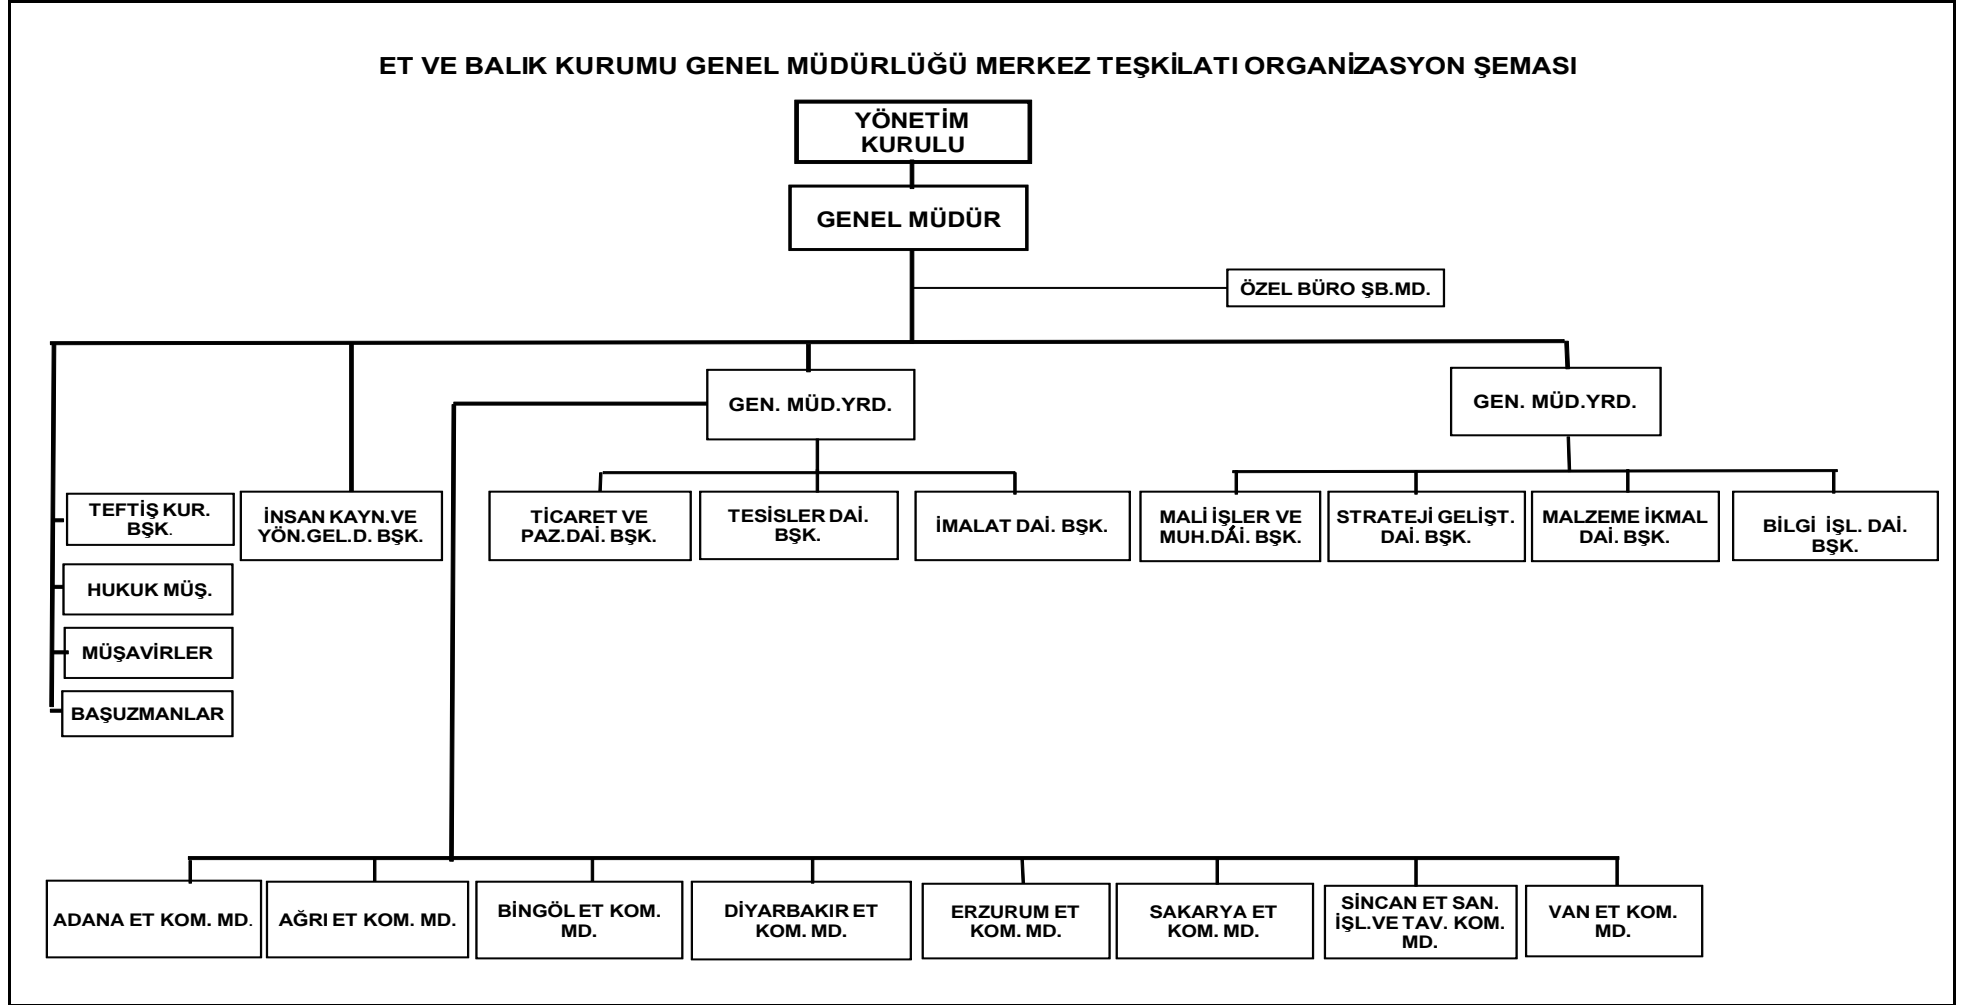 ET VE BALIK KURUMU GENEL MÜDÜRLÜĞÜ MERKEZ TEŞKİLATI ORGANİZASYON ŞEMASI
YÖNETİM
KURULU
GENEL MÜDÜR
ÖZEL BÜRO ŞB.MD.
GEN. MÜD.YRD.
GEN. MÜD.YRD.
TEFTİŞ KUR.
BŞK.
İNSAN KAYN.VE
YÖN.GEL.D. BŞK.
TİCARET VE
PAZ.DAİ. BŞK.
TESİSLER DAİ.
BŞK.
İMALAT DAİ. BŞK.
MALİ İŞLER VE
MUH.DAİ. BŞK.
STRATEJİ GELİŞT.
DAİ. BŞK.
MALZEME İKMAL
DAİ. BŞK.
BİLGİ İŞL. DAİ.
BŞK.
HUKUK MÜŞ.
MÜŞAVİRLER
BAŞUZMANLAR
ADANA ET KOM. MD.
AĞRI ET KOM. MD.
BİNGÖL ET KOM.
MD.
DİYARBAKIR ET
KOM. MD.
ERZURUM ET
KOM. MD.
SAKARYA ET
KOM. MD.
SİNCAN ET SAN.
İŞL.VE TAV. KOM.
MD.
VAN ET KOM.
MD.